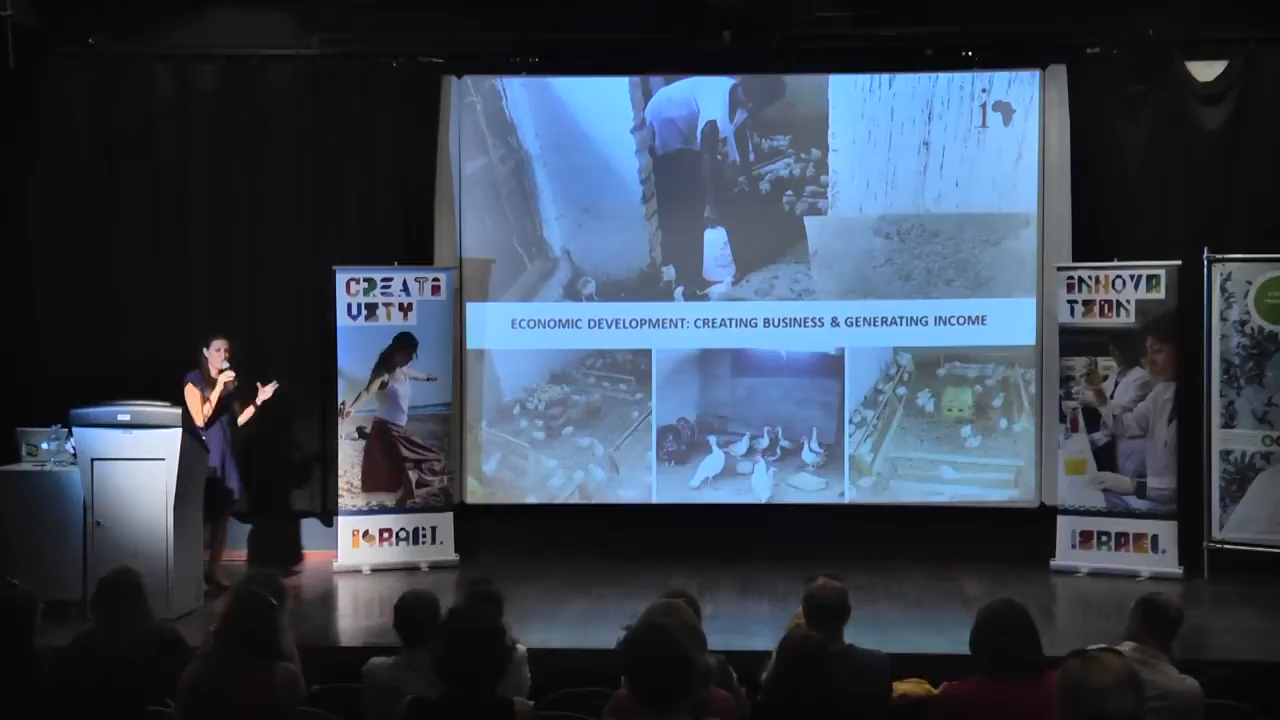 i
ECONOMIC DEVELOPMENT: CREATING BUSINESS & GENERATING INCOME
CREATI
VITY
ISRAEL
INNOVA
TION
ISRAEL